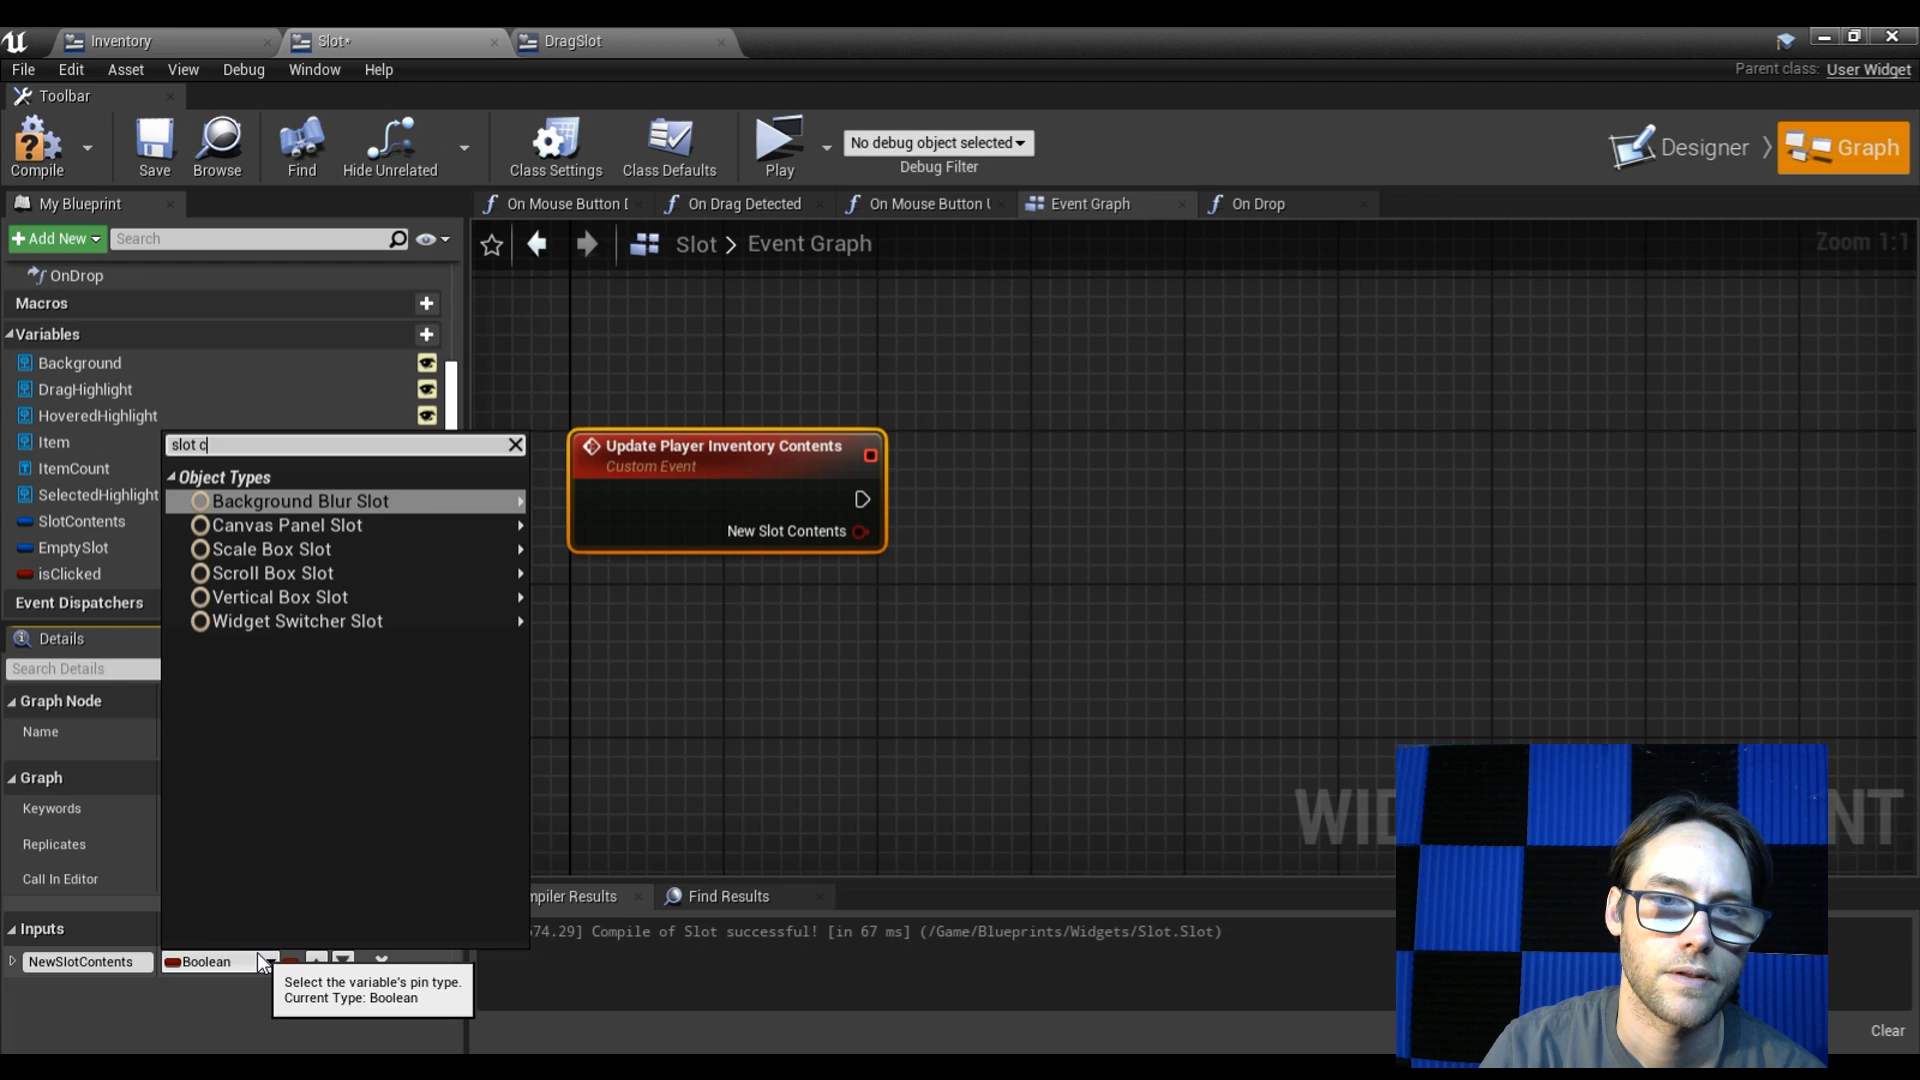 Inventory
Slot*
DragSlot
File Edit Asset View Debug Window Help
Parent class: User Widget
Toolbar
Compile
Save
Browse
Find
Hide Unrelated
Class Settings
Class Defaults
Play
No debug object selected
Debug Filter
Designer
Graph
My Blueprint
On Mouse Button D
On Drag Detected
On Mouse Button U
Event Graph
On Drop
Add New
Search
Slot > Event Graph
Zoom 1:1
OnDrop
Macros
Variables
Background
DragHighlight
HoveredHighlight
Item
ItemCount
SelectedHighlight
SlotContents
EmptySlot
isClicked
Event Dispatchers
slot c
Object Types
Background Blur Slot
Canvas Panel Slot
Scale Box Slot
Scroll Box Slot
Vertical Box Slot
Widget Switcher Slot
Update Player Inventory Contents
Custom Event
New Slot Contents
Details
Search Details
Graph Node
Name
Graph
Keywords
Replicates
Call In Editor
Inputs
NewSlotContents
Boolean
Select the variable's pin type.
Current Type: Boolean
mpiler Results
Find Results
574.29] Compile of Slot successful! [in 67 ms] (/Game/Blueprints/Widgets/Slot.Slot)
Clear